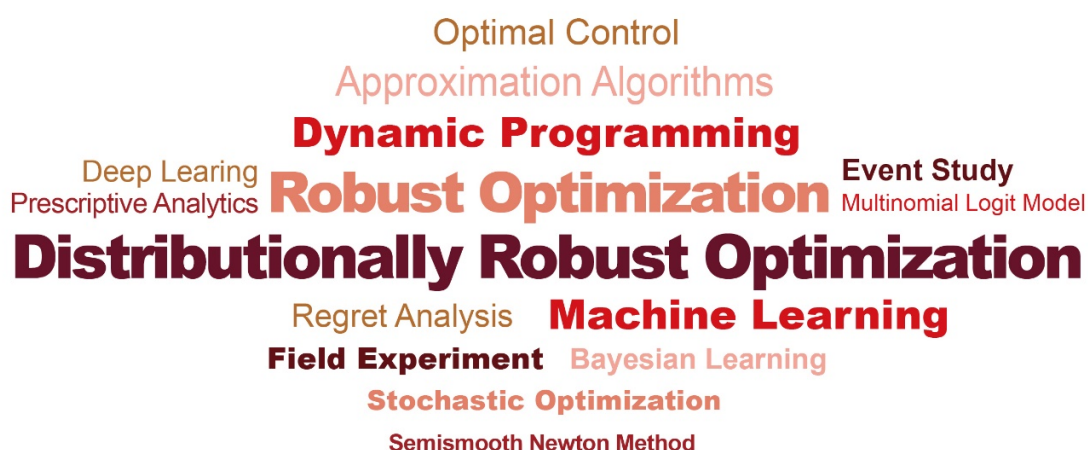 Optimal Control
Approximation Algorithms
Dynamic Programming
Deep Learing
Prescriptive Analytics
Robust Optimization
Event Study
Multinomial Logit Model
Distributionally Robust Optimization
Regret Analysis
Machine Learning
Field Experiment
Bayesian Learning
Stochastic Optimization
Semismooth Newton Method